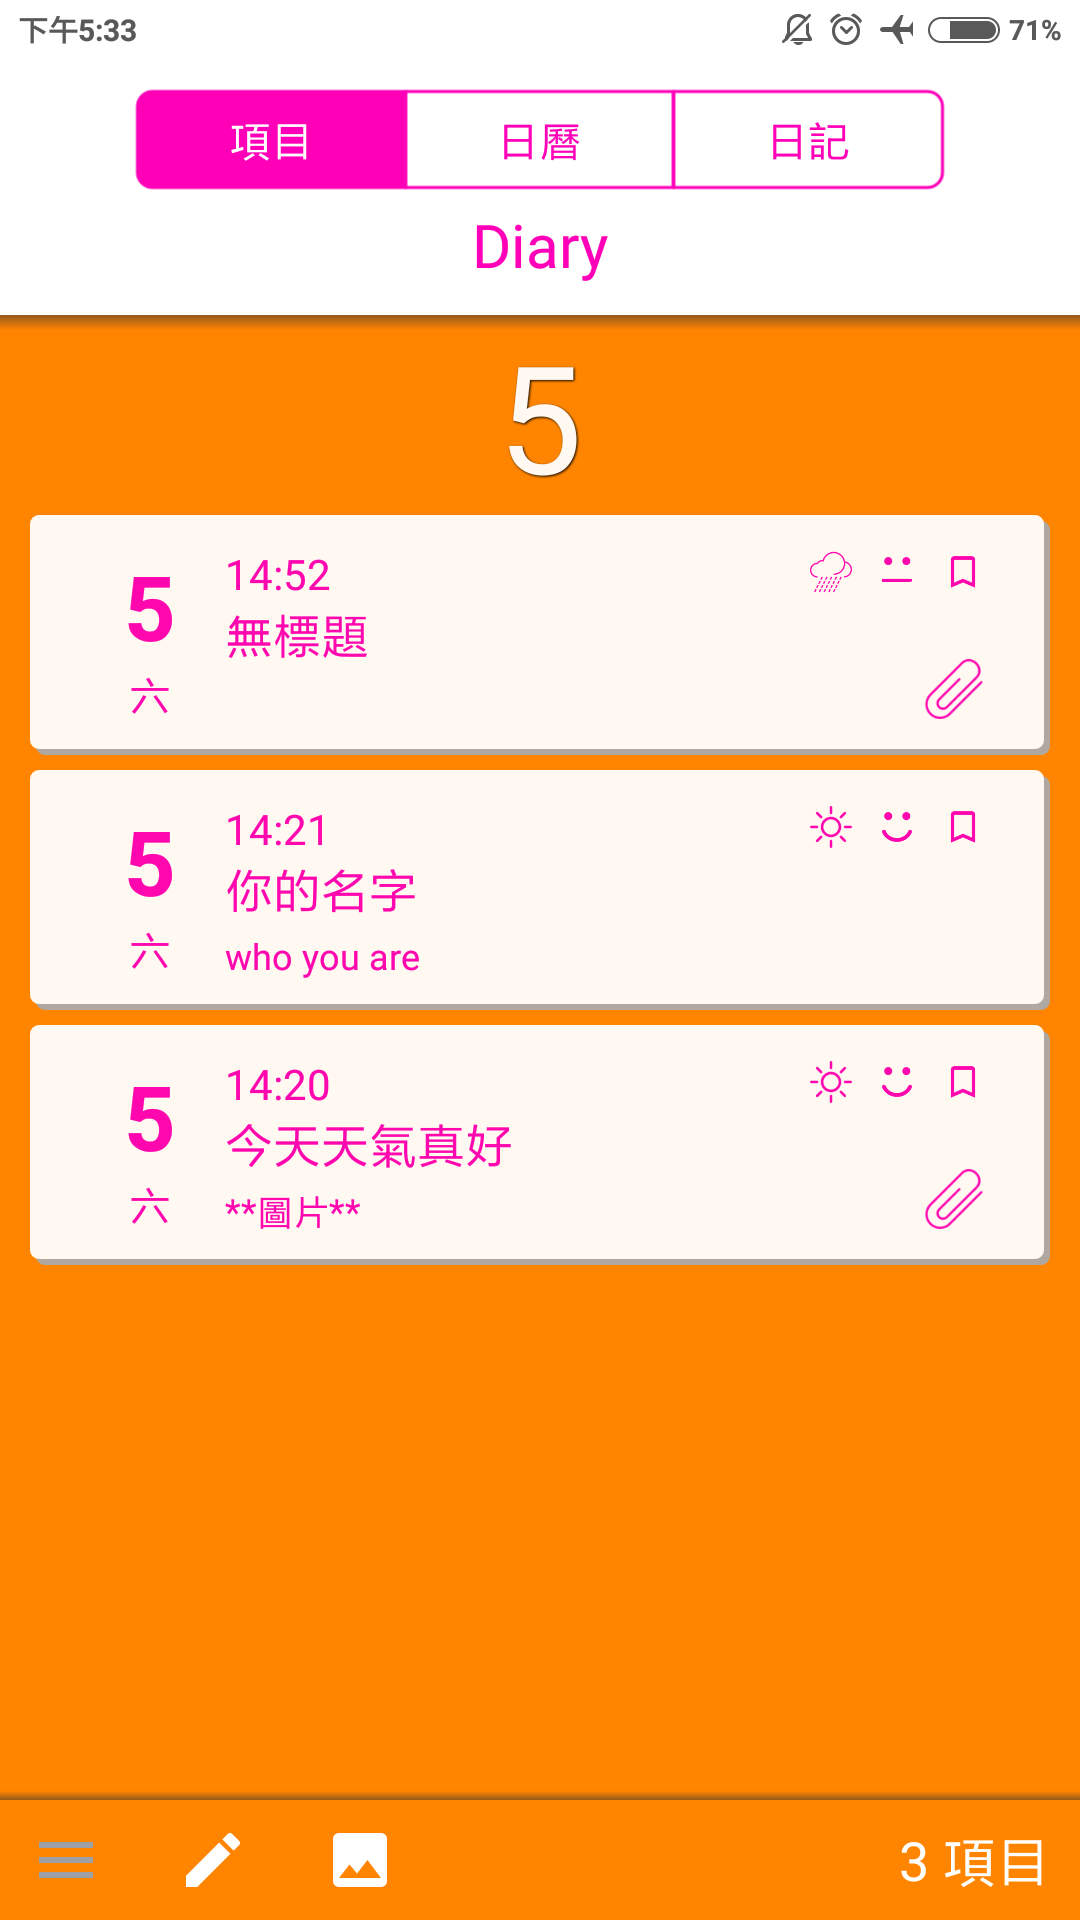 下午5:33
71%
項目 日曆 日記
Diary
5
5
六
14:52
無標題
5
六
14:21
你的名字
who you are
5
六
14:20
今天天氣真好
**圖片**
3 項目